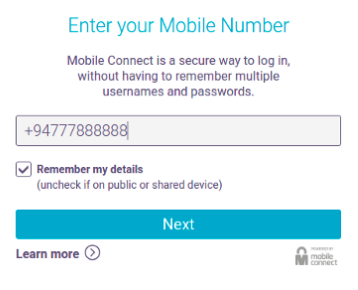 Enter your Mobile Number
Mobile Connect is a secure way to log in,
without having to remember multiple
usernames and passwords.
+94777888888
Remember my details
(uncheck if on public or shared device)
Next
Learn more
POWERED BY
mobile
connect